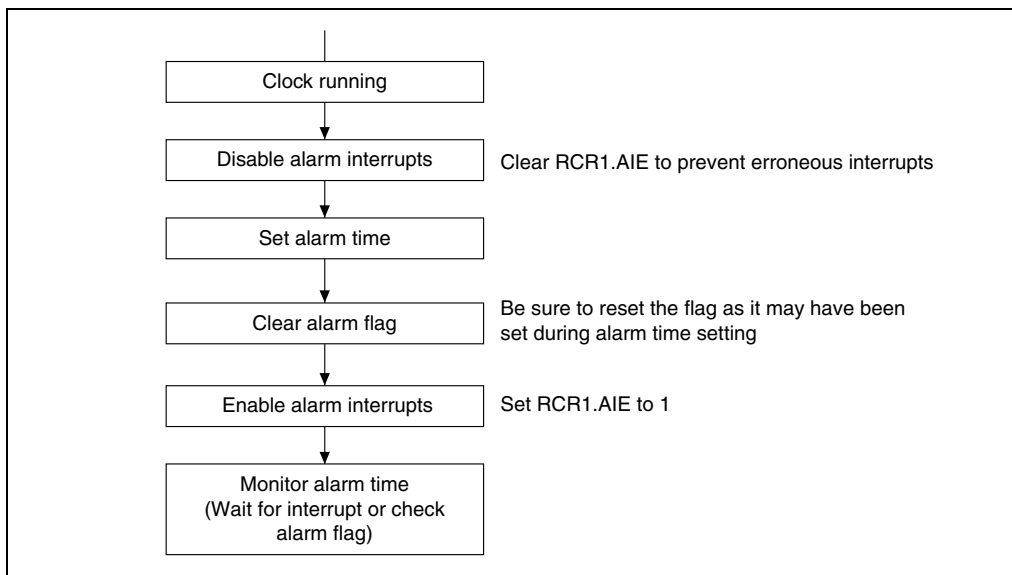 Clock running
Disable alarm interrupts
Clear RCR1.AIE to prevent erroneous interrupts
Set alarm time
Clear alarm flag
Be sure to reset the flag as it may have been
set during alarm time setting
Enable alarm interrupts
Set RCR1.AIE to 1
Monitor alarm time
(Wait for interrupt or check
alarm flag)